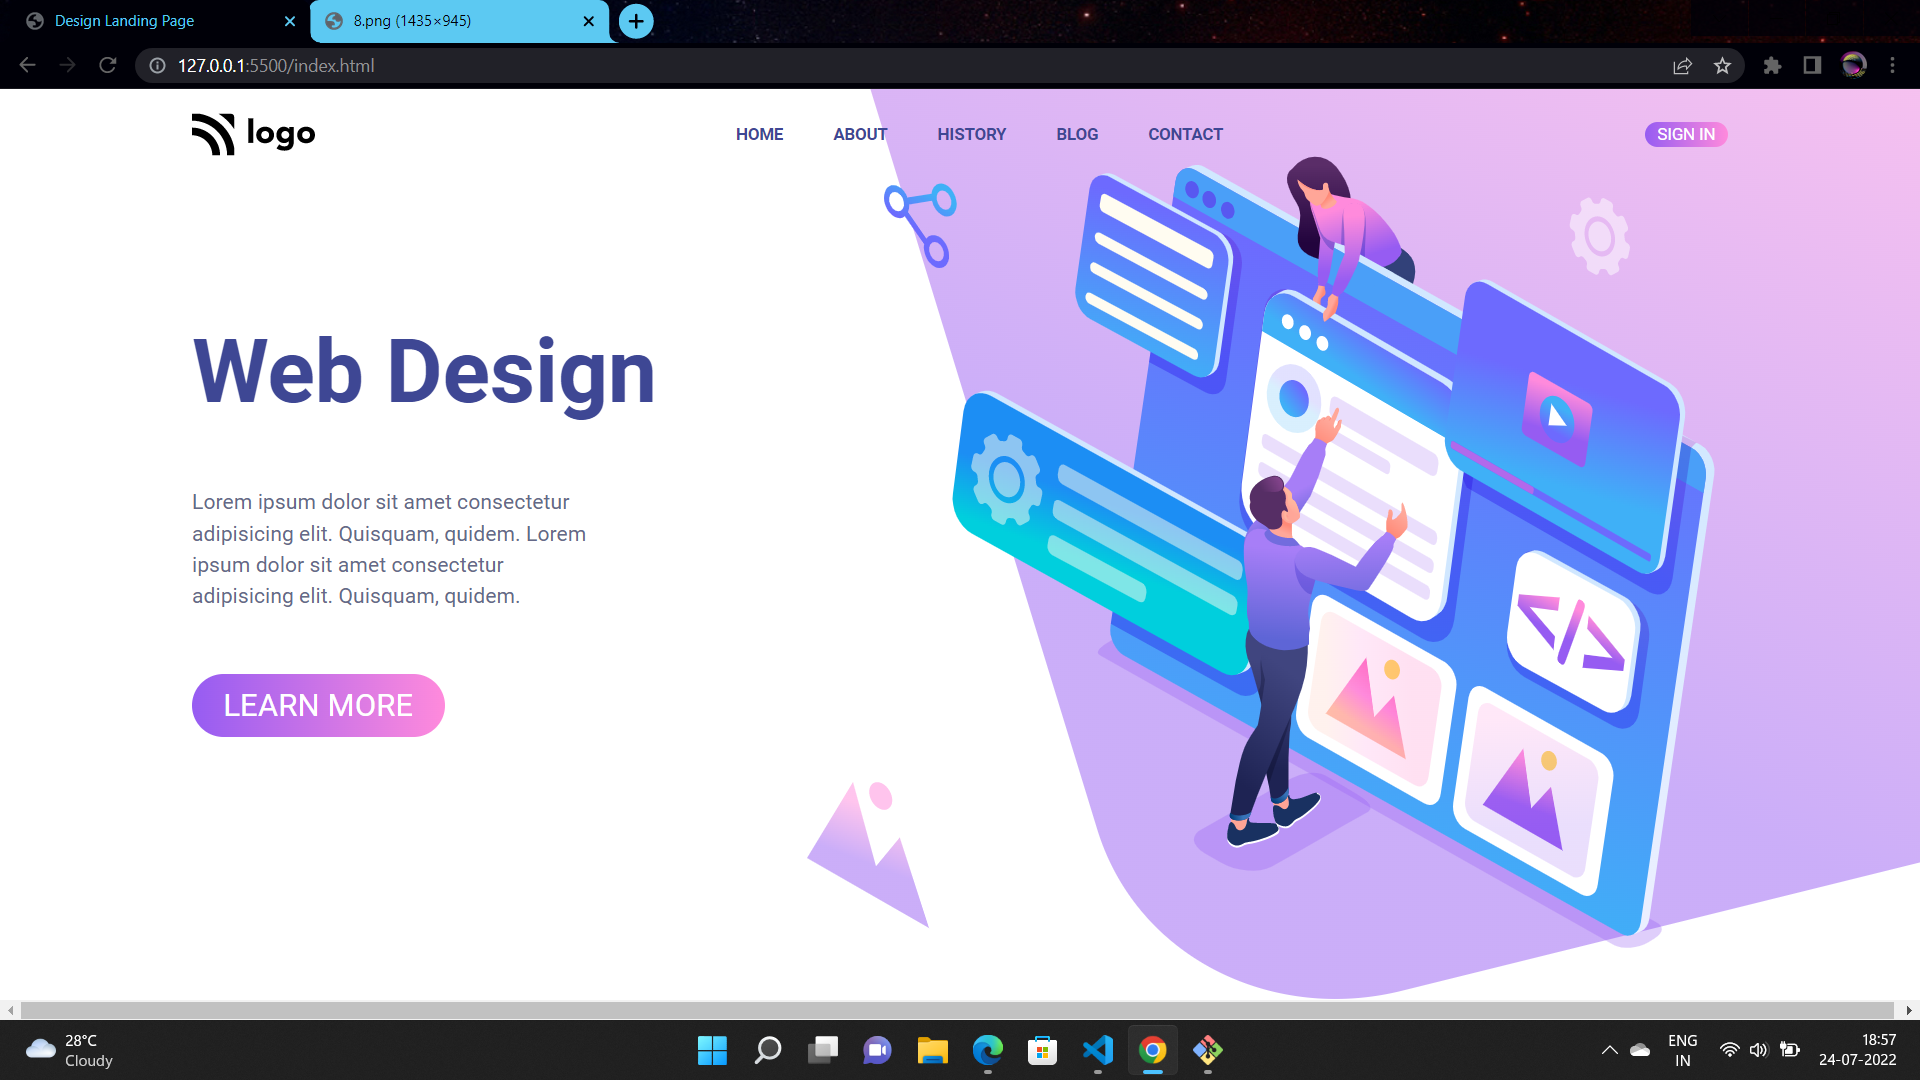 Design Landing Page
8.png (1435×945)
127.0.0.1:5500/index.html
logo
HOME
ABOUT
HISTORY
BLOG
CONTACT
SIGN IN
Web Design
Lorem ipsum dolor sit amet consectetur
adipisicing elit. Quisquam, quidem. Lorem
ipsum dolor sit amet consectetur
adipisicing elit. Quisquam, quidem.
LEARN MORE
</>
28°C
Cloudy
ENG
IN
18:57
24-07-2022